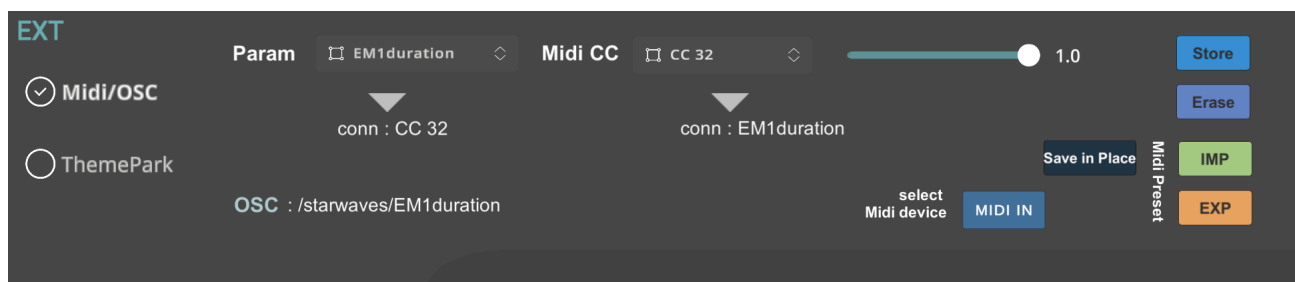 EXT
Param EM1duration Midi CC CC 32 1.0 Store
Midi/OSC
Erase
conn : CC 32 conn : EM1duration
ThemePark
Save in Place
Midi Preset
IMP
OSC : /starwaves/EM1duration
select
Midi device
MIDI IN
EXP